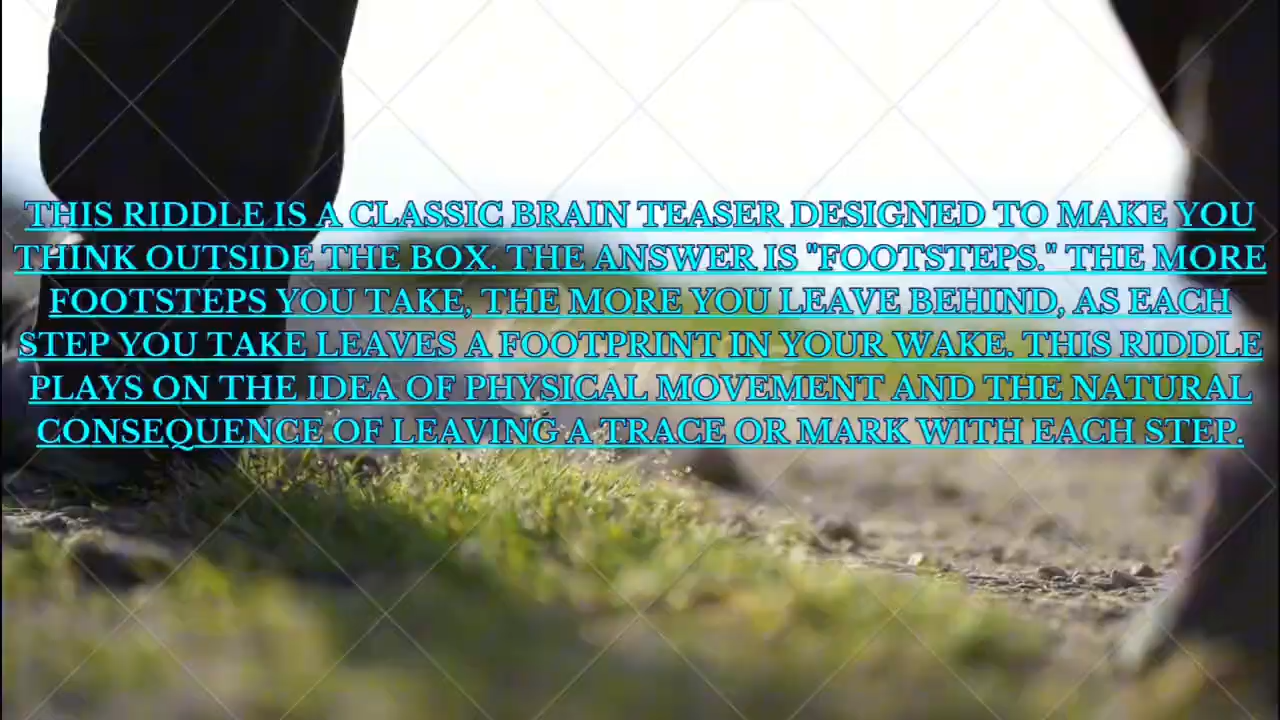 THIS RIDDLE IS A CLASSIC BRAIN TEASER DESIGNED TO MAKE YOU
THINK OUTSIDE THE BOX. THE ANSWER IS "FOOTSTEPS." THE MORE
FOOTSTEPS YOU TAKE, THE MORE YOU LEAVE BEHIND, AS EACH
STEP YOU TAKE LEAVES A FOOTPRINT IN YOUR WAKE. THIS RIDDLE
PLAYS ON THE IDEA OF PHYSICAL MOVEMENT AND THE NATURAL
CONSEQUENCE OF LEAVING A TRACE OR MARK WITH EACH STEP.